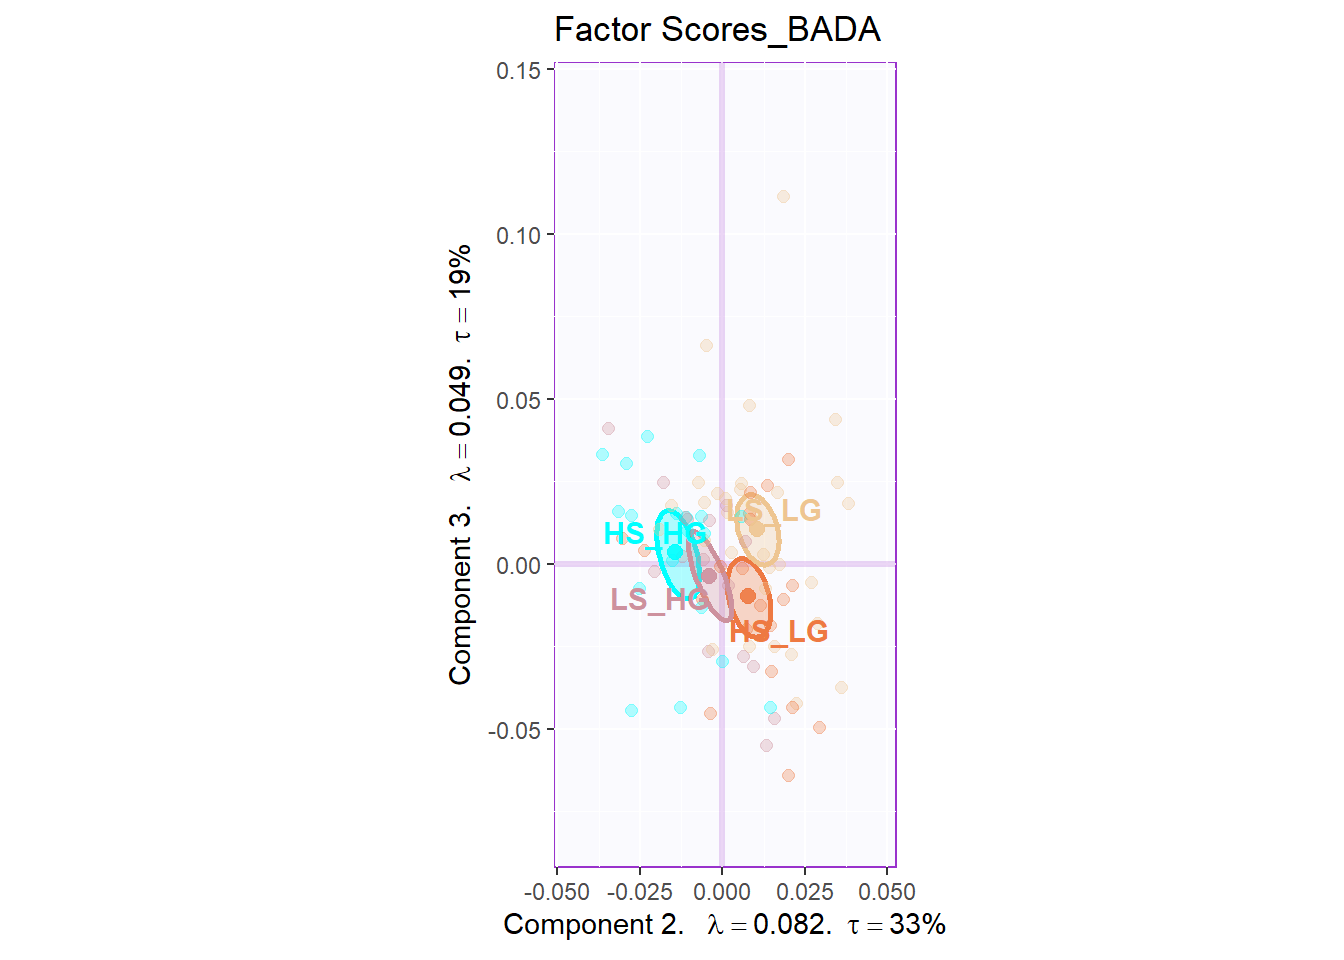 Factor Scores_BADA
0.15
0.10
0.05
0.00
-0.05
Component 3.   λ = 0.049.  τ = 19%
LS_LG
HS_HG
LS_HG
HS_LG
-0.050 -0.025 0.000 0.025 0.050
Component 2.   λ = 0.082.  τ = 33%